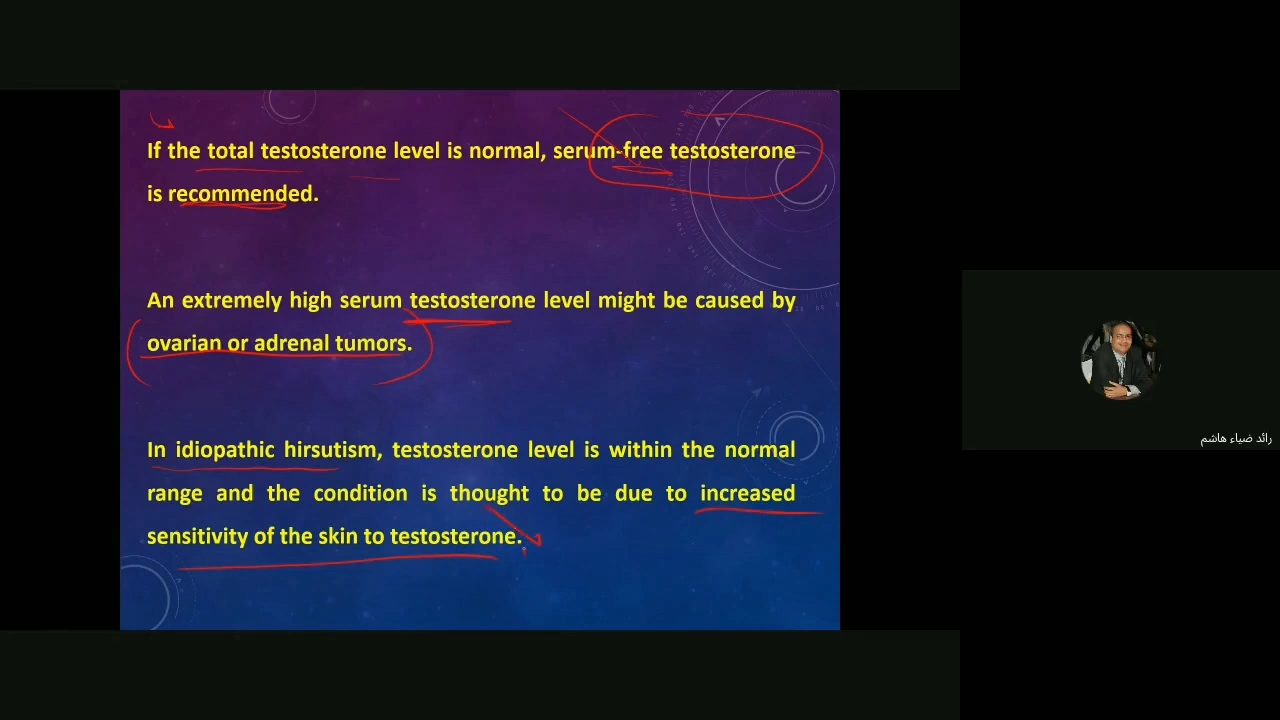 If the total testosterone level is normal, serum-free testosterone
is recommended.
An extremely high serum testosterone level might be caused by
ovarian or adrenal tumors.
In idiopathic hirsutism, testosterone level is within the normal
range and the condition is thought to be due to increased
sensitivity of the skin to testosterone.
رائد ضياء هاشم